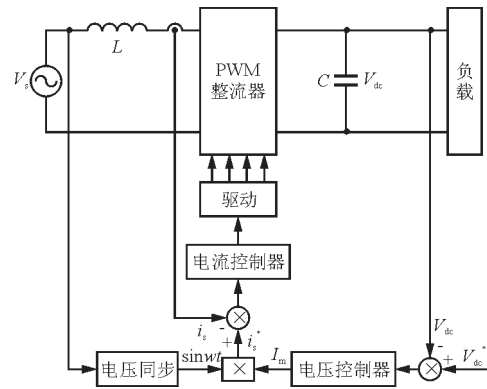 L
PWM
整流器
V_s
C
V_dc
负载
驱动
电流控制器
i_s
-
+
i_s*
V_dc
-
+
V_dc*
电压同步
sinwt
×
I_m
电压控制器